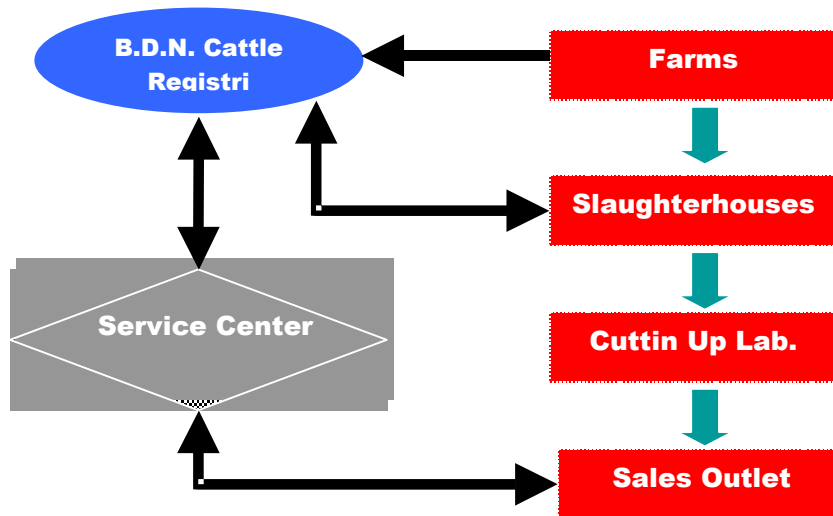 B.D.N. Cattle
Registri
Farms
Slaughterhouses
Service Center
Cuttin Up Lab.
Sales Outlet